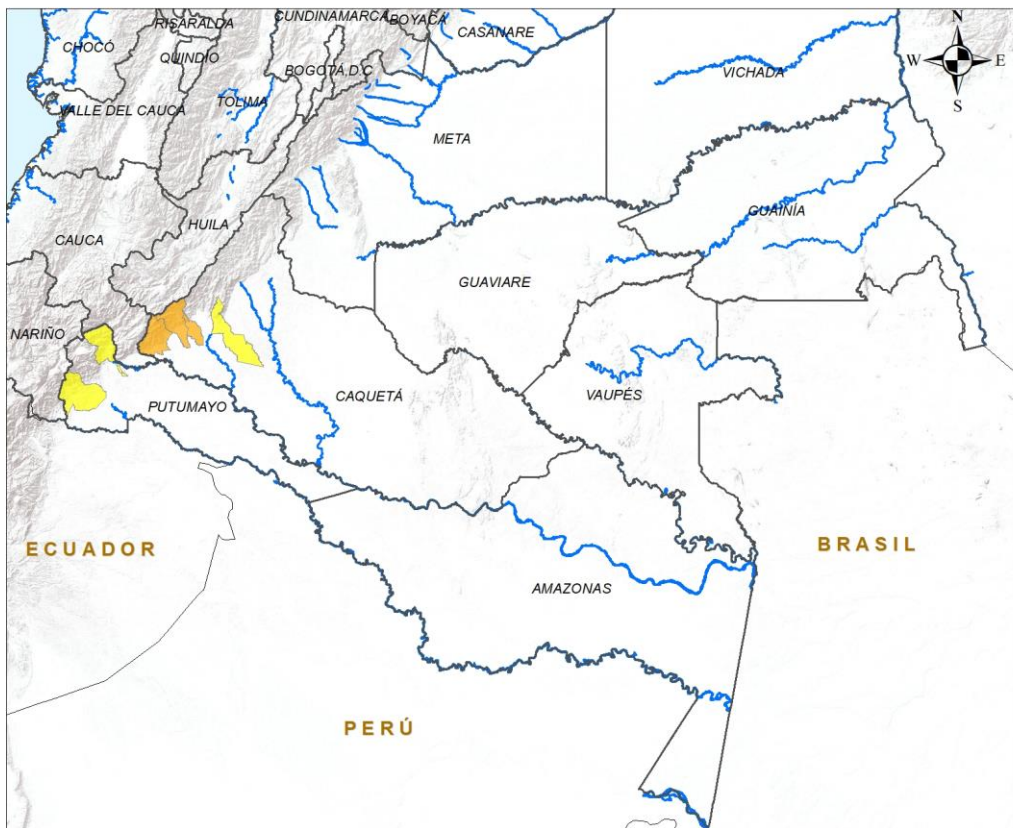 CUNDINAMARCA
BOYACÁ
RISARALDA
CASANARE
N
CHOCÓ
QUINDÍO
BOGOTÁ, D.C
VICHADA
W
E
TOLIMA
VALLE DEL CAUCA
S
META
GUAINÍA
HUILA
CAUCA
GUAVIARE
NARIÑO
CAQUETÁ
VAUPÉS
PUTUMAYO
ECUADOR
BRASIL
AMAZONAS
PERÚ